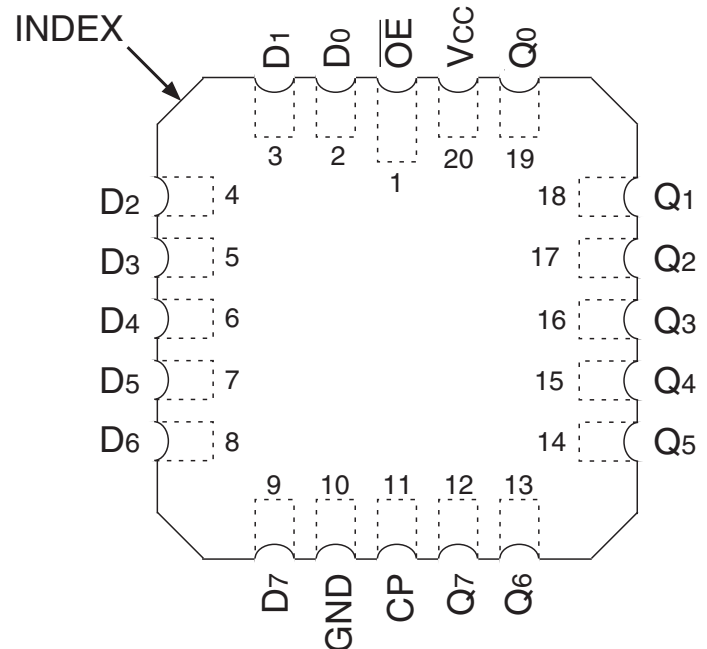 INDEX
D1 D0 O̅E̅ VCC Q0
3 2 1 20 19
D2 4 18 Q1
D3 5 17 Q2
D4 6 16 Q3
D5 7 15 Q4
D6 8 14 Q5
9 10 11 12 13
D7 GND CP Q7 Q6